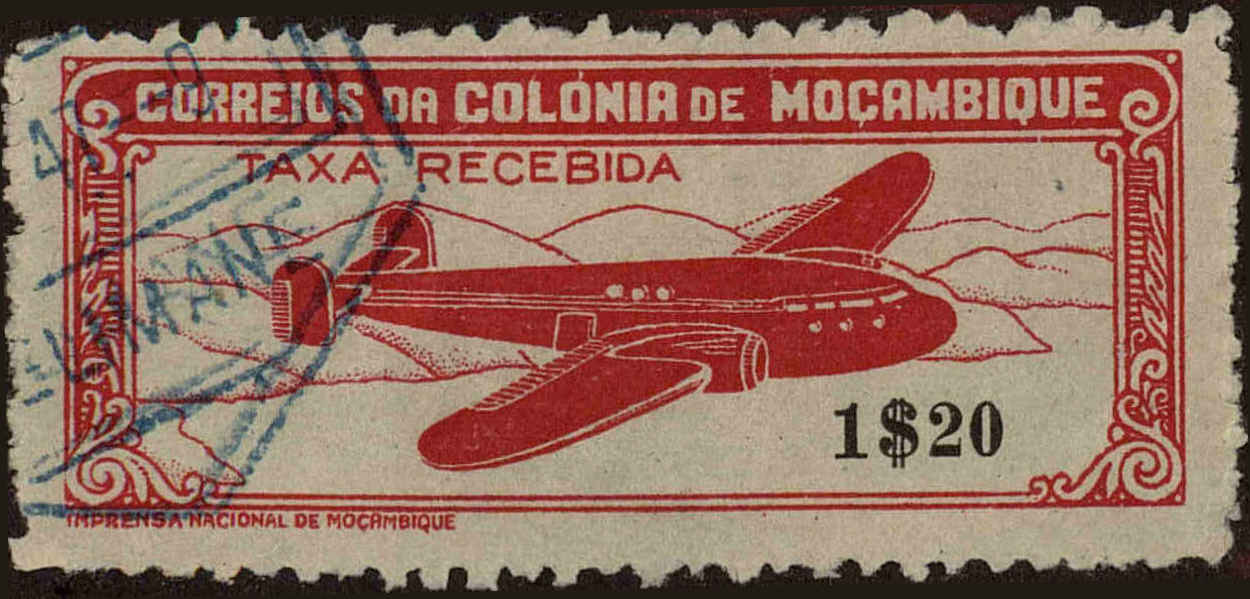 CORREIOS DA COLÓNIA DE MOÇAMBIQUE
TAXA RECEBIDA
1$20
IMPRENSA NACIONAL DE MOÇAMBIQUE